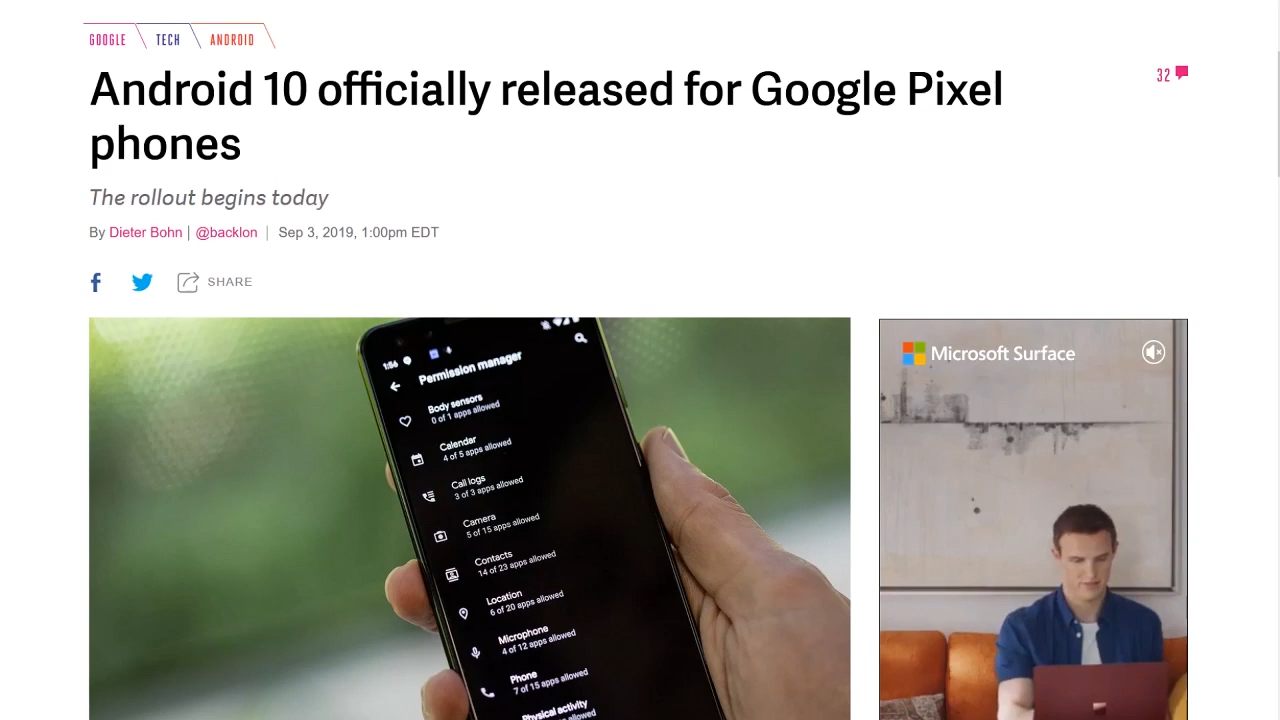 GOOGLE TECH ANDROID
Android 10 officially released for Google Pixel
phones
32
The rollout begins today
By Dieter Bohn | @backlon | Sep 3, 2019, 1:00pm EDT
SHARE
1:56
Permission manager
Body sensors
0 of 1 apps allowed
Calendar
4 of 5 apps allowed
Call logs
3 of 3 apps allowed
Camera
5 of 15 apps allowed
Contacts
14 of 23 apps allowed
Location
6 of 20 apps allowed
Microphone
4 of 12 apps allowed
Phone
7 of 15 apps allowed
Physical activity
Microsoft Surface